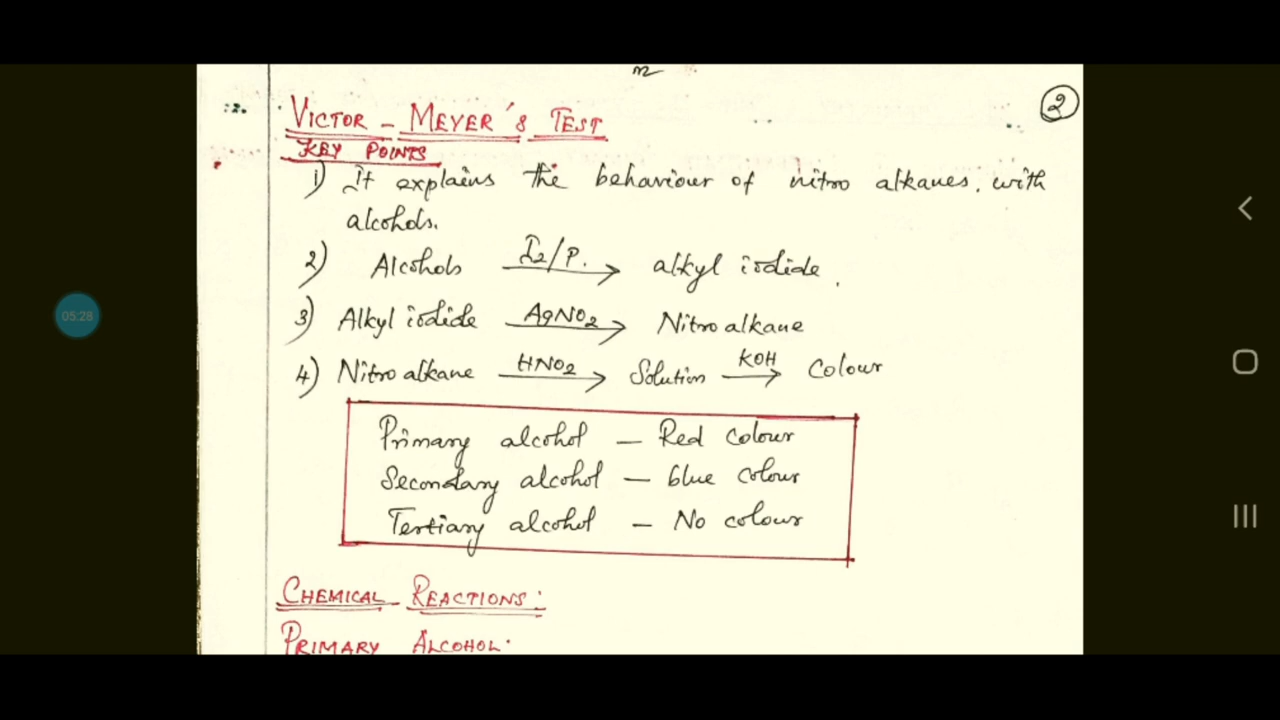 2
VICTOR - MEYER'S TEST
KEY POINTS
1) It explains the behaviour of nitro alkanes, with
alcohols.
2) Alcohols I2/P. → alkyl iodide.
3) Alkyl iodide AgNO2 → Nitro alkane
4) Nitro alkane HNO2 → Solution KOH → Colour
Primary alcohol - Red colour
Secondary alcohol - blue colour
Tertiary alcohol - No colour
CHEMICAL REACTIONS:
PRIMARY ALCOHOL.
05:28